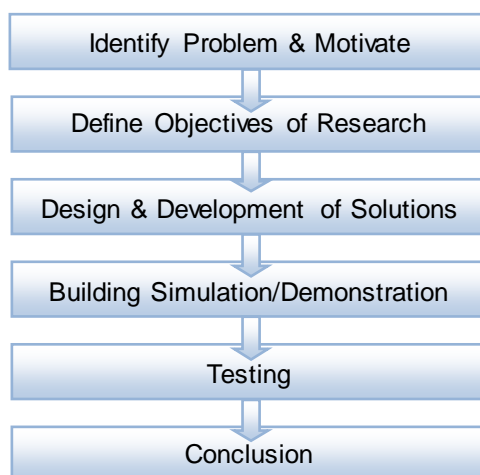 Identify Problem & Motivate
Define Objectives of Research
Design & Development of Solutions
Building Simulation/Demonstration
Testing
Conclusion